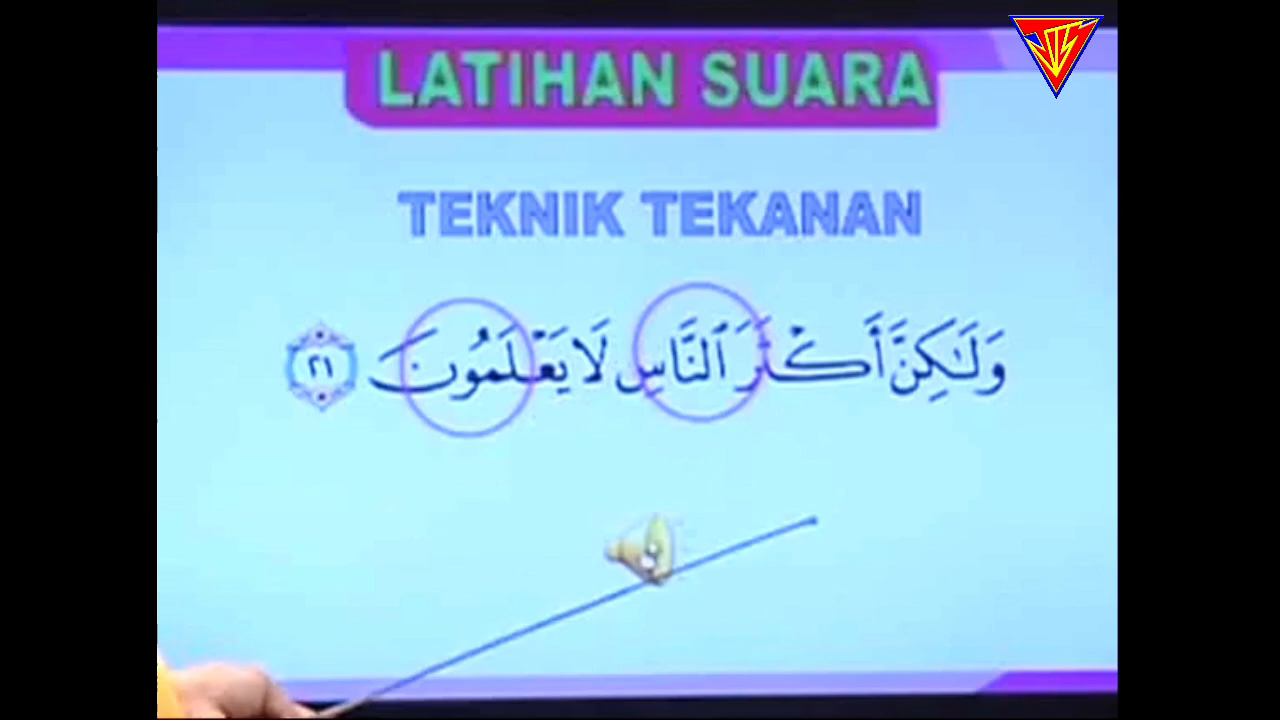 LATIHAN SUARA
TEKNIK TEKANAN
وَلَـٰكِنَّ أَكْثَرَ ٱلنَّاسِ لَا يَعْلَمُونَ ٢١